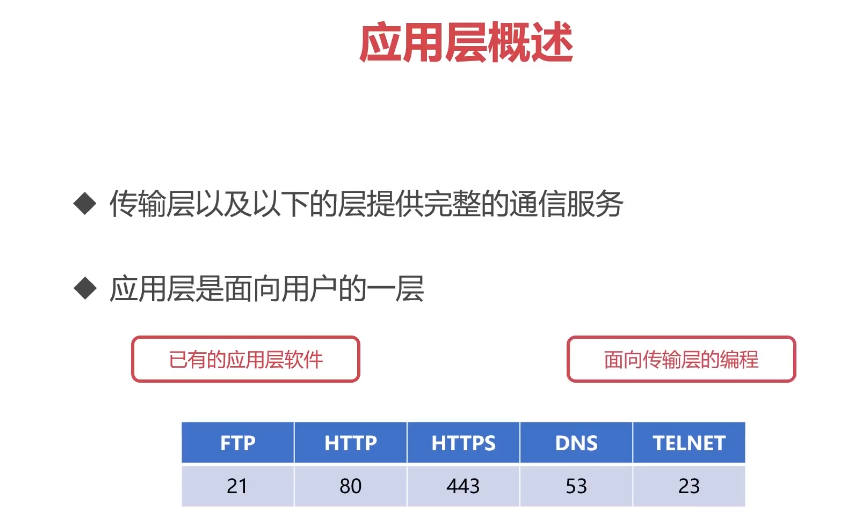 应用层概述
◆ 传输层以及以下的层提供完整的通信服务
◆ 应用层是面向用户的一层
已有的应用层软件 面向传输层的编程
FTP HTTP HTTPS DNS TELNET
21 80 443 53 23